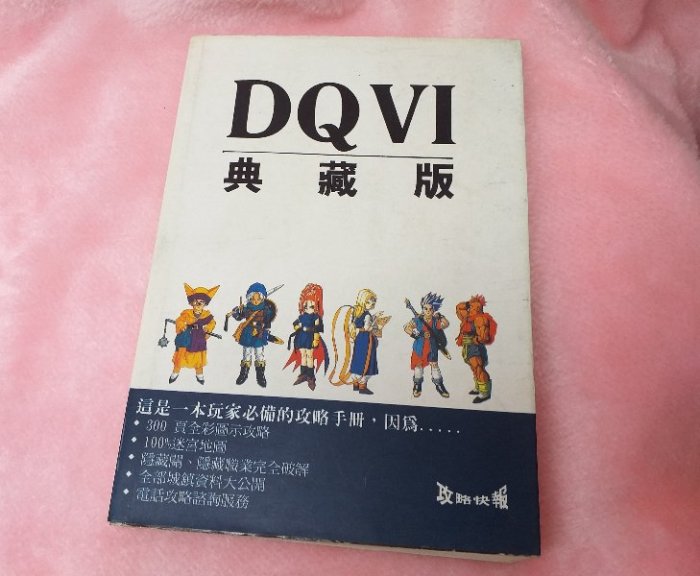 DQ VI
典藏版
這是一本玩家必備的攻略手冊，因爲.....
• 300 頁全彩圖示攻略
• 100%迷宮地圖
• 隱藏關、隱藏職業完全破解
• 全部城鎮資料大公開
• 電話攻略諮詢服務
攻略快報